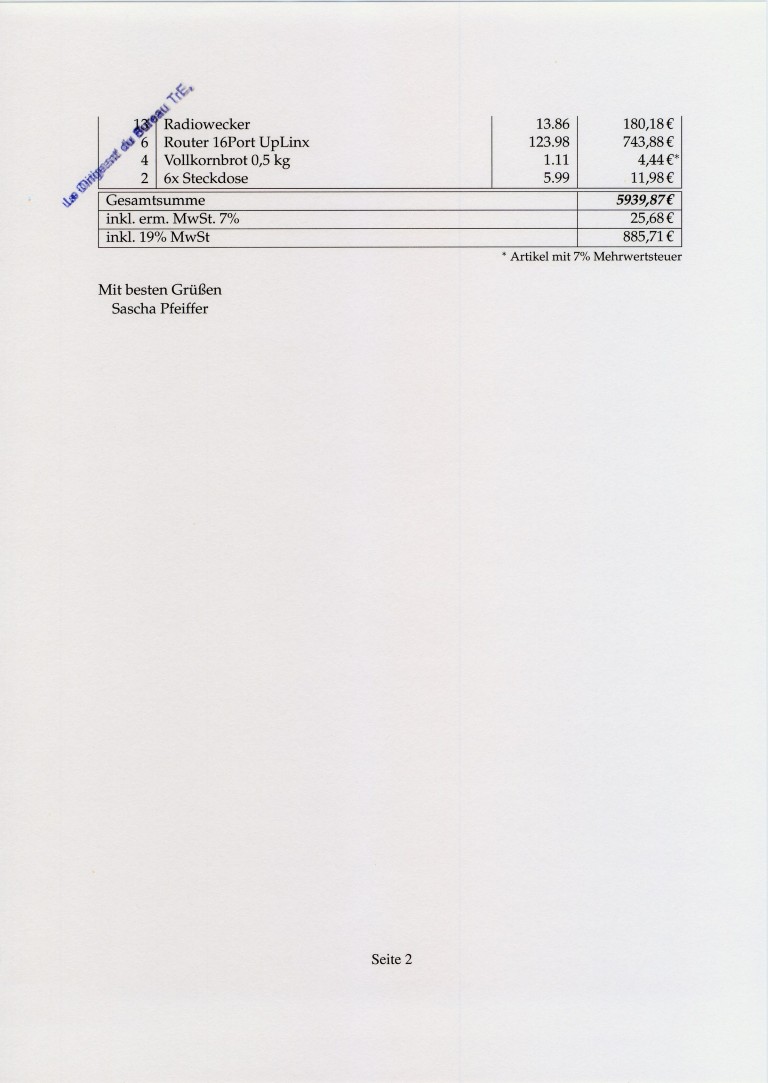 13 Radiowecker 13.86 180,18 €
6 Router 16Port UpLinx 123.98 743,88 €
4 Vollkornbrot 0,5 kg 1.11 4,44 €*
2 6x Steckdose 5.99 11,98 €
Gesamtsumme 5939,87 €
inkl. erm. MwSt. 7% 25,68 €
inkl. 19% MwSt 885,71 €
* Artikel mit 7% Mehrwertsteuer
Mit besten Grüßen
Sascha Pfeiffer
du Bureau
Seite 2